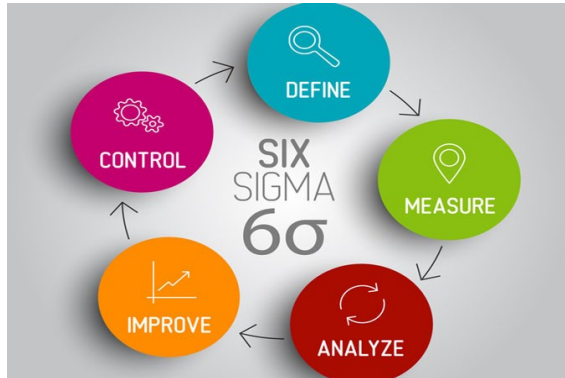 DEFINE
MEASURE
ANALYZE
IMPROVE
CONTROL
SIX
SIGMA
6σ